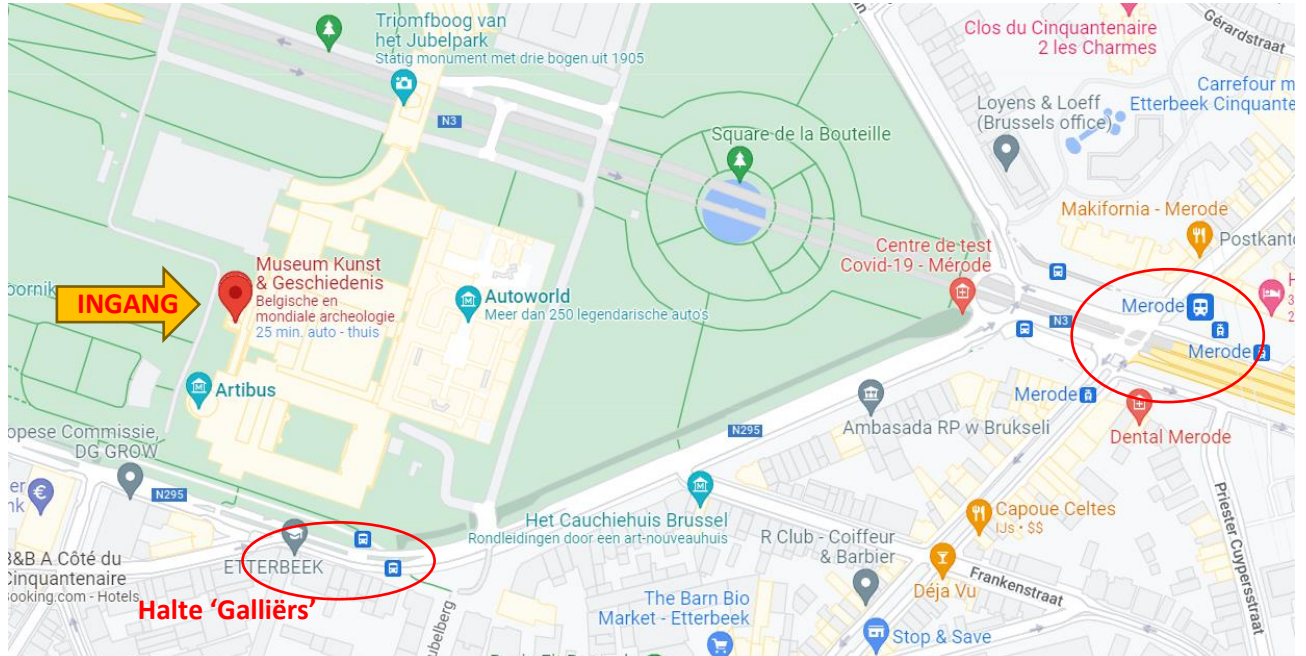 Triomfboog van
het Jubelpark
Statig monument met drie bogen uit 1905
N3
Clos du Cinquantenaire
2 les Charmes
Gérardstraat
Carrefour m
Etterbeek Cinquante
Loyens & Loeff
(Brussels office)
Square de la Bouteille
Makifornia - Merode
Postkant
Centre de test
Covid-19 - Mérode
Merode
N3
Merode
Merode
INGANG
Museum Kunst
& Geschiedenis
Belgische en
mondiale archeologie
25 min. auto - thuis
Autoworld
Meer dan 250 legendarische auto's
Artibus
Ambasada RP w Brukseli
Dental Merode
opese Commissie,
DG GROW
N295
N295
Priester Cuypersstraat
Het Cauchiehuis Brussel
Rondleidingen door een art-nouveauhuis
Capoue Celtes
IJs • $$
R Club - Coiffeur
& Barbier
ETTERBEEK
B&B A Côté du
Cinquantenaire
booking.com - Hotels
Halte ‘Galliërs’
Déja Vu
Frankenstraat
The Barn Bio
Market - Etterbeek
Stop & Save
ubelberg